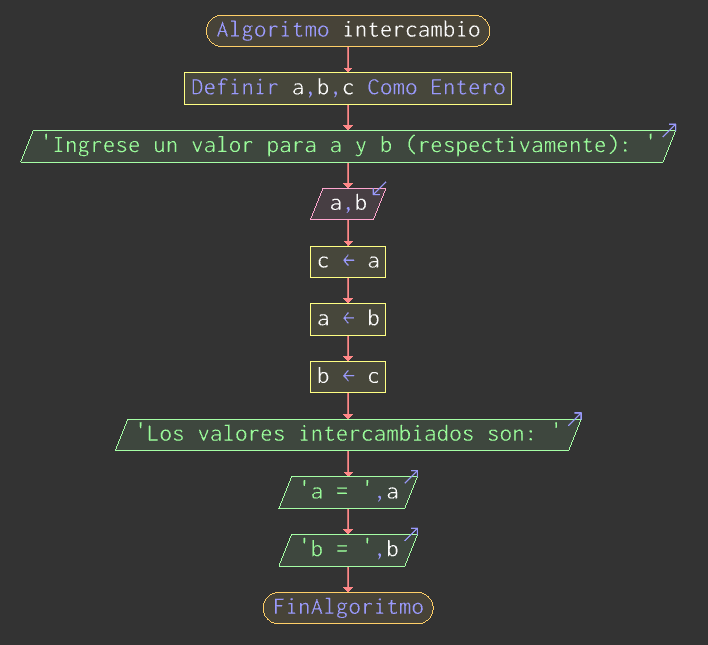 Algoritmo intercambio
Definir a,b,c Como Entero
'Ingrese un valor para a y b (respectivamente): '
a,b
c ← a
a ← b
b ← c
'Los valores intercambiados son: '
'a = ',a
'b = ',b
FinAlgoritmo